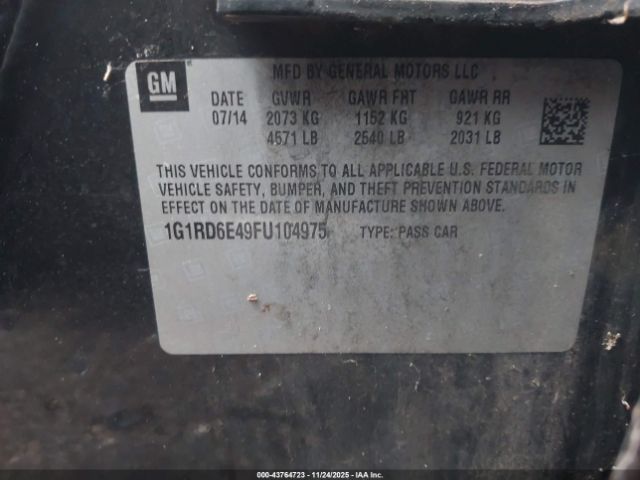 GM
MFD BY GENERAL MOTORS LLC
DATE GVWR GAWR FRT GAWR RR
07/14 2073 KG 1152 KG 921 KG
4571 LB 2540 LB 2031 LB
THIS VEHICLE CONFORMS TO ALL APPLICABLE U.S. FEDERAL MOTOR
VEHICLE SAFETY, BUMPER, AND THEFT PREVENTION STANDARDS IN
EFFECT ON THE DATE OF MANUFACTURE SHOWN ABOVE.
1G1RD6E49FU104975 TYPE: PASS CAR
000-43764723 - 11/24/2025 - IAA Inc.